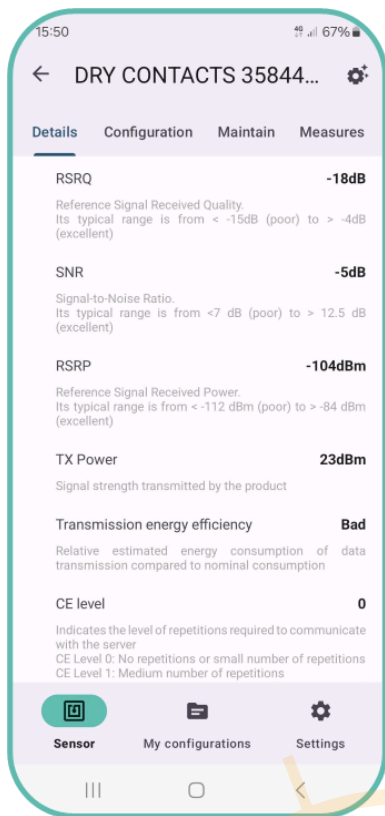 15:50
4G 67%
DRY CONTACTS 35844...
Details Configuration Maintain Measures
RSRQ -18dB
Reference Signal Received Quality.
Its typical range is from < -15dB (poor) to > -4dB
(excellent)
SNR -5dB
Signal-to-Noise Ratio.
Its typical range is from <7 dB (poor) to > 12.5 dB
(excellent)
RSRP -104dBm
Reference Signal Received Power.
Its typical range is from < -112 dBm (poor) to > -84 dBm
(excellent)
TX Power 23dBm
Signal strength transmitted by the product
Transmission energy efficiency Bad
Relative estimated energy consumption of data
transmission compared to nominal consumption
CE level 0
Indicates the level of repetitions required to communicate
with the server
CE Level 0: No repetitions or small number of repetitions
CE Level 1: Medium number of repetitions
Sensor My configurations Settings